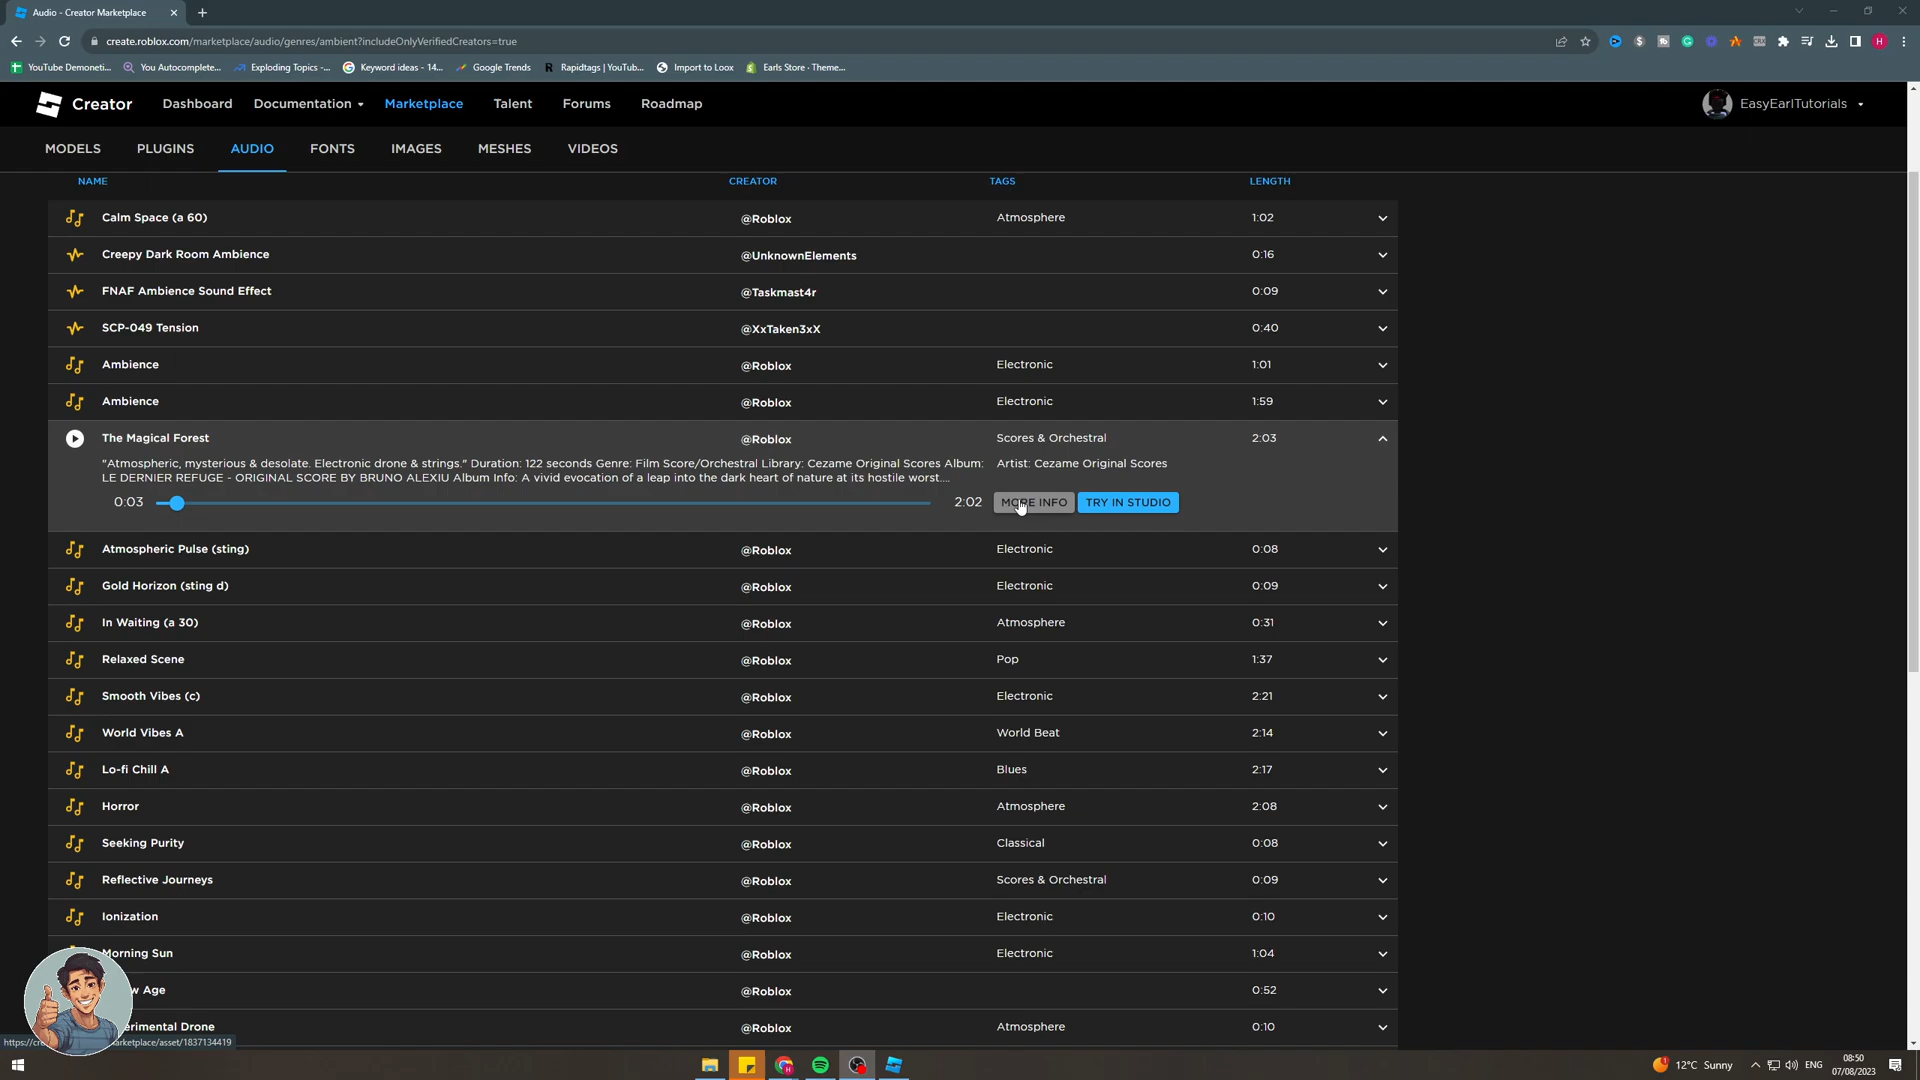 Audio - Creator Marketplace
create.roblox.com/marketplace/audio/genres/ambient?includeOnlyVerifiedCreators=true
YouTube Demoneti... You Autocomplete... Exploding Topics -... Keyword ideas - 14... Google Trends Rapidtags | YouTub... Import to Loox Earls Store · Theme...
Creator Dashboard Documentation Marketplace Talent Forums Roadmap EasyEarlTutorials
MODELS PLUGINS AUDIO FONTS IMAGES MESHES VIDEOS
NAME CREATOR TAGS LENGTH
Calm Space (a 60) @Roblox Atmosphere 1:02
Creepy Dark Room Ambience @UnknownElements 0:16
FNAF Ambience Sound Effect @Taskmast4r 0:09
SCP-049 Tension @XxTaken3xX 0:40
Ambience @Roblox Electronic 1:01
Ambience @Roblox Electronic 1:59
The Magical Forest @Roblox Scores & Orchestral 2:03
"Atmospheric, mysterious & desolate. Electronic drone & strings." Duration: 122 seconds Genre: Film Score/Orchestral Library: Cezame Original Scores Album: Artist: Cezame Original Scores
LE DERNIER REFUGE - ORIGINAL SCORE BY BRUNO ALEXIU Album Info: A vivid evocation of a leap into the dark heart of nature at its hostile worst....
0:03 2:02 MORE INFO TRY IN STUDIO
Atmospheric Pulse (sting) @Roblox Electronic 0:08
Gold Horizon (sting d) @Roblox Electronic 0:09
In Waiting (a 30) @Roblox Atmosphere 0:31
Relaxed Scene @Roblox Pop 1:37
Smooth Vibes (c) @Roblox Electronic 2:21
World Vibes A @Roblox World Beat 2:14
Lo-fi Chill A @Roblox Blues 2:17
Horror @Roblox Atmosphere 2:08
Seeking Purity @Roblox Classical 0:08
Reflective Journeys @Roblox Scores & Orchestral 0:09
Ionization @Roblox Electronic 0:10
Morning Sun @Roblox Electronic 1:04
w Age @Roblox 0:52
erimental Drone @Roblox Atmosphere 0:10
https://cr arketplace/asset/1837134419
12°C Sunny ENG 08:50
07/08/2023